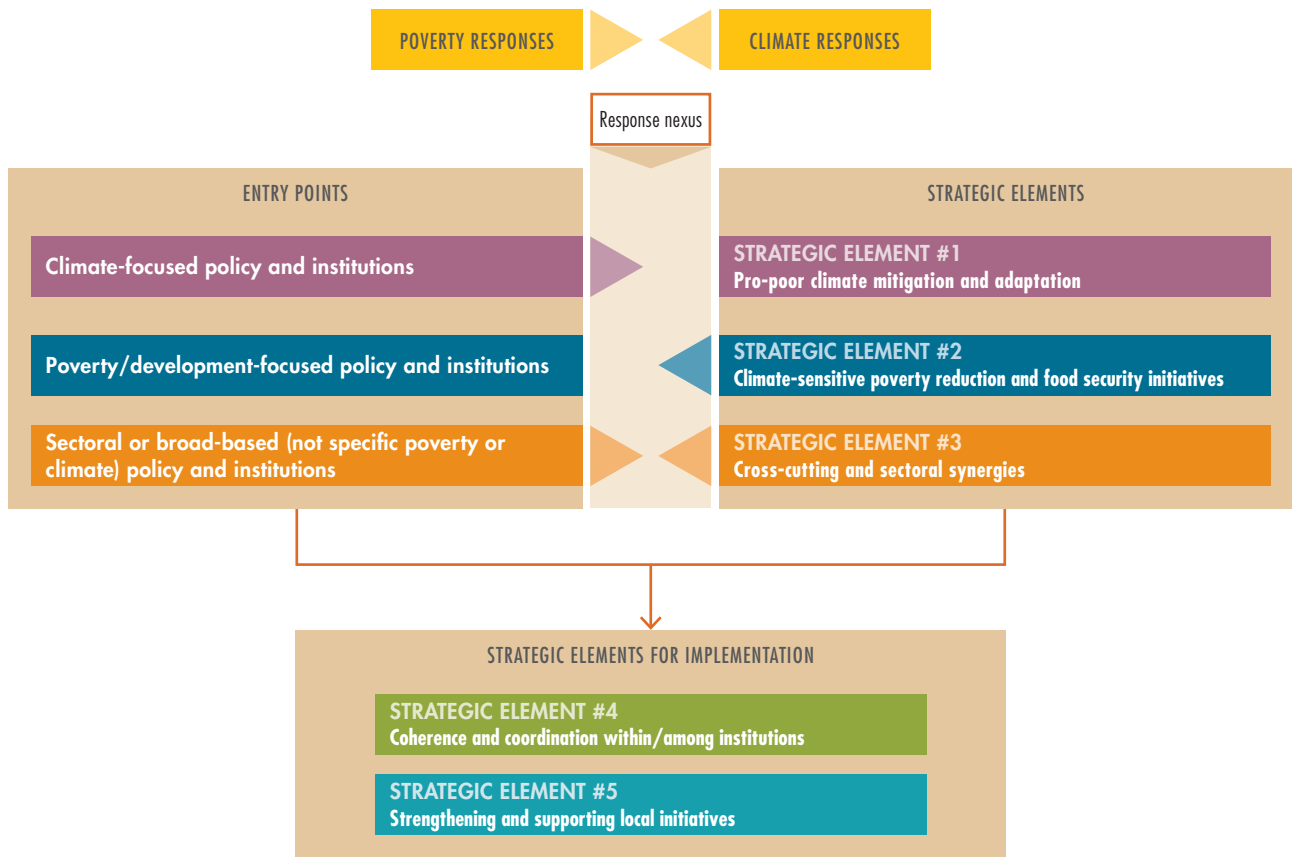 POVERTY RESPONSES
CLIMATE RESPONSES
Response nexus
ENTRY POINTS
Climate-focused policy and institutions
Poverty/development-focused policy and institutions
Sectoral or broad-based (not specific poverty or
climate) policy and institutions
STRATEGIC ELEMENTS
STRATEGIC ELEMENT #1
Pro-poor climate mitigation and adaptation
STRATEGIC ELEMENT #2
Climate-sensitive poverty reduction and food security initiatives
STRATEGIC ELEMENT #3
Cross-cutting and sectoral synergies
STRATEGIC ELEMENTS FOR IMPLEMENTATION
STRATEGIC ELEMENT #4
Coherence and coordination within/among institutions
STRATEGIC ELEMENT #5
Strengthening and supporting local initiatives